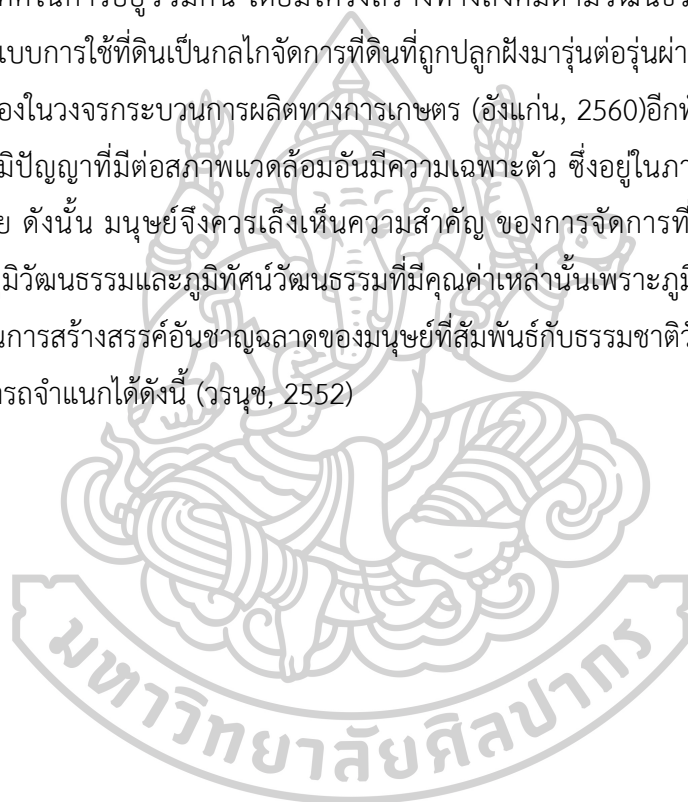 ในการอยู่ร่วมกัน โดยมีโครงสร้างทางสังคมตามวัฒนธร
แบบการใช้ที่ดินเป็นกลไกจัดการที่ดินที่ถูกปลูกฝังมารุ่นต่อรุ่นผ่า
องในวงจรกระบวนการผลิตทางการเกษตร (อังแก่น, 2560)อีกทั
มิปัญญาที่มีต่อสภาพแวดล้อมอันมีความเฉพาะตัว ซึ่งอยู่ในภา
ย ดังนั้น มนุษย์จึงควรเล็งเห็นความสำคัญ ของการจัดการที
มิวัฒนธรรมและภูมิทัศน์วัฒนธรรมที่มีคุณค่าเหล่านั้นเพราะภูมิ
นการสร้างสรรค์อันชาญฉลาดของมนุษย์ที่สัมพันธ์กับธรรมชาติวั
ารถจำแนกได้ดังนี้ (วรนุช, 2552)
มหาวิทยาลัยศิลปากร